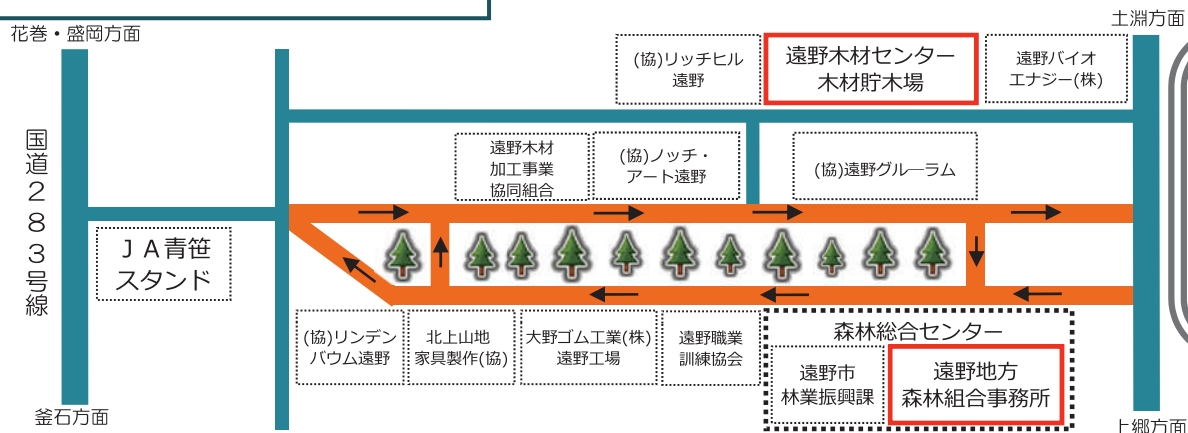 花巻・盛岡方面
土淵方面
(協)リッチヒル
遠野
遠野木材センター
木材貯木場
遠野バイオ
エナジー(株)
国道283号線
遠野木材
加工事業
協同組合
(協)ノッチ・
アート遠野
(協)遠野グルーラム
JA青笹
スタンド
(協)リンデン
バウム遠野
北上山地
家具製作(協)
大野ゴム工業(株)
遠野工場
遠野職業
訓練協会
森林総合センター
遠野市
林業振興課
遠野地方
森林組合事務所
釜石方面
上郷方面